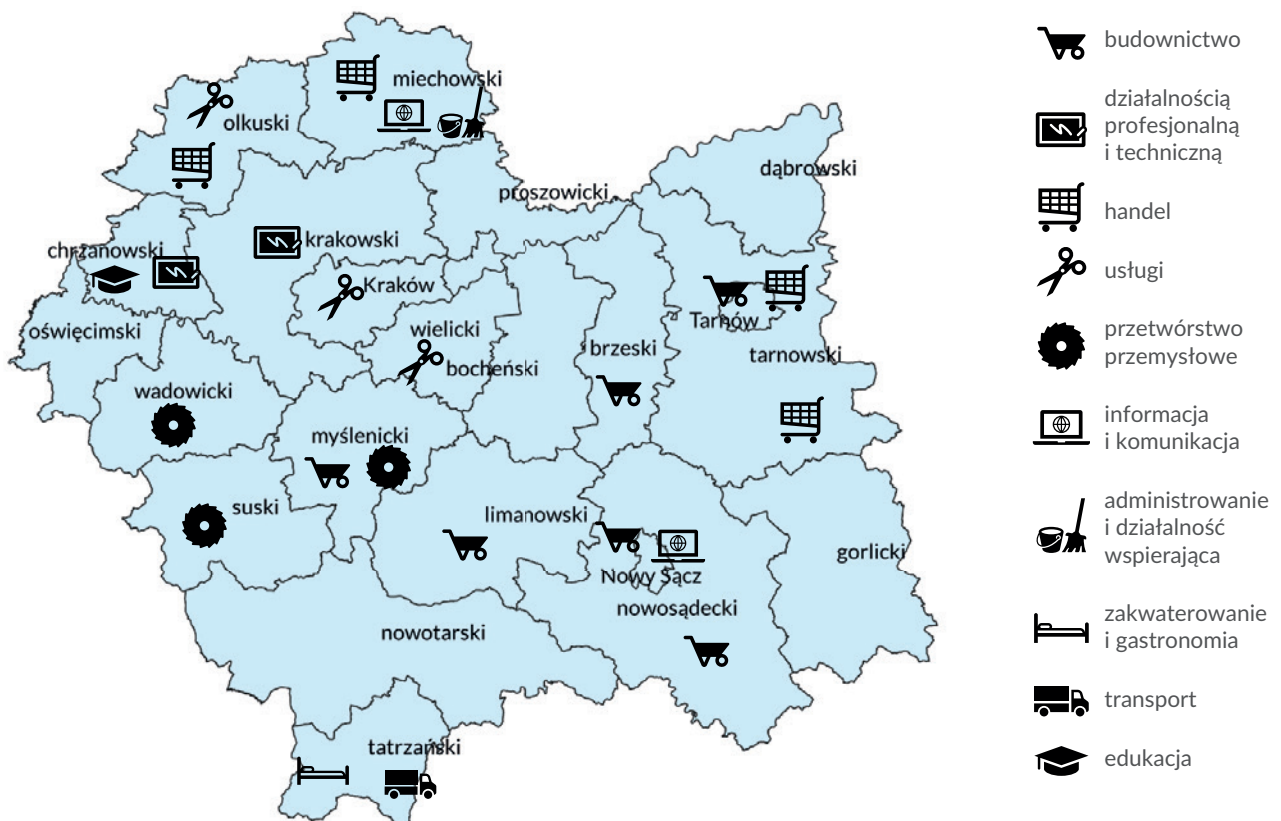 miechowski
olkuski
dąbrowski
proszowicki
chrzanowski
krakowski
Kraków
oświęcimski
wielicki
bocheński
brzeski
Tarnów
tarnowski
wadowicki
myślenicki
suski
limanowski
gorlicki
Nowy Sącz
nowosądecki
nowotarski
tatrzański
budownictwo
działalnością
profesjonalną
i techniczną
handel
usługi
przetwórstwo
przemysłowe
informacja
i komunikacja
administrowanie
i działalność
wspierająca
zakwaterowanie
i gastronomia
transport
edukacja